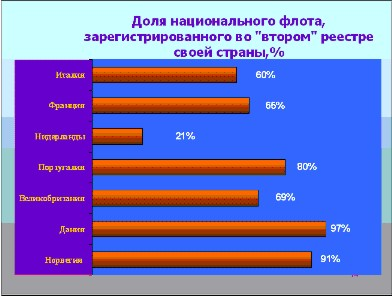 Доля национального флота,
зарегистрированного во "втором" реестре
своей страны,%
Италия 60%
Франция 66%
Нидерланды 21%
Португалия 80%
Великобритания 69%
Дания 97%
Норвегия 91%